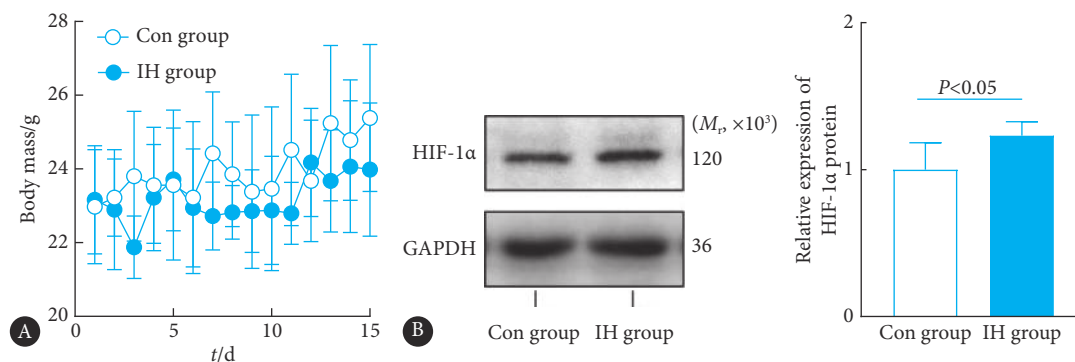 28
26
24
22
20
Body mass/g
Con group
IH group
0
5
10
15
t/d
A
HIF-1α
GAPDH
(Mr, ×10³)
120
36
Con group
IH group
B
2
1
0
Relative expression of
HIF-1α protein
P<0.05
Con group
IH group